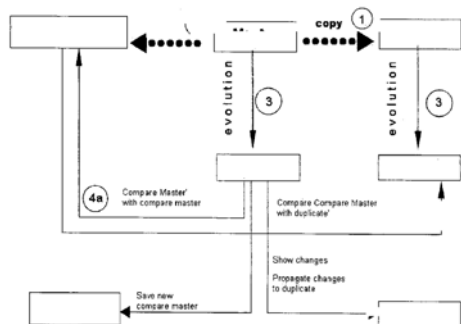 copy 1
evolution
3
evolution
3
4a
Compare Master'
with compare master
Compare Compare Master
with duplicate'
Show changes
Propagate changes
to duplicate
Save new
compare master